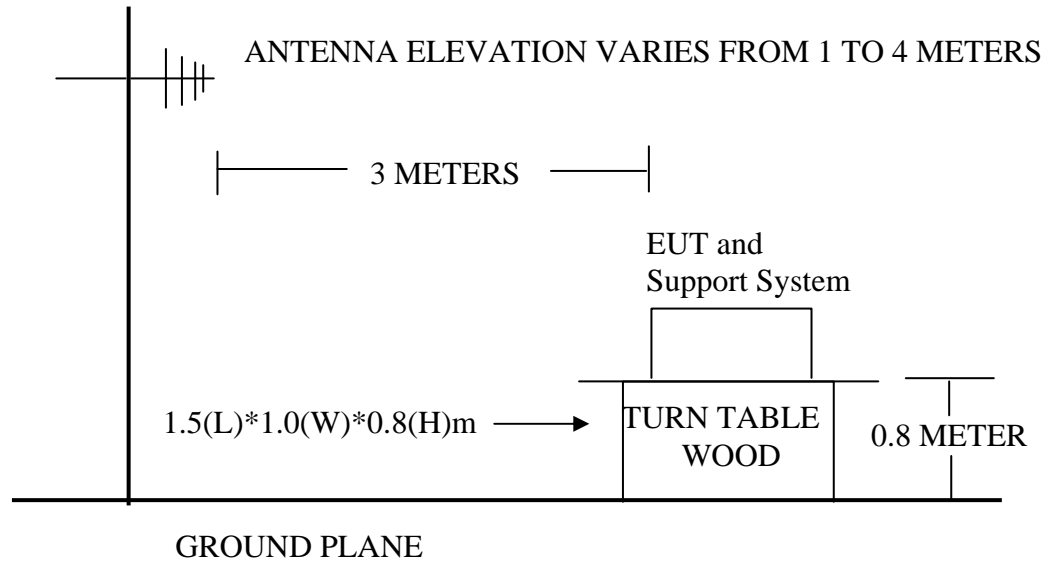 ANTENNA ELEVATION VARIES FROM 1 TO 4 METERS
3 METERS
EUT and
Support System
1.5(L)*1.0(W)*0.8(H)m
TURN TABLE
WOOD
0.8 METER
GROUND PLANE